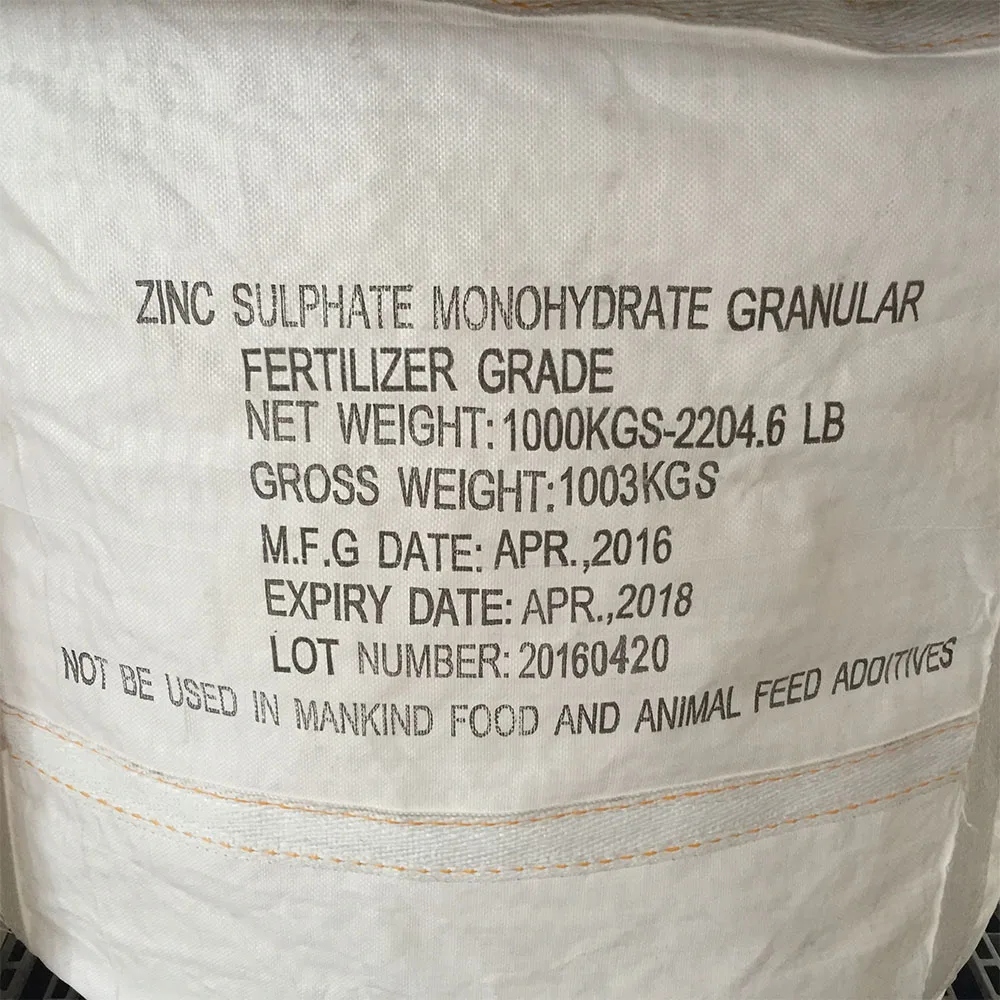 ZINC SULPHATE MONOHYDRATE GRANULAR
FERTILIZER GRADE
NET WEIGHT: 1000KGS-2204.6 LB
GROSS WEIGHT: 1003KGS
M.F.G DATE: APR.,2016
EXPIRY DATE: APR.,2018
LOT NUMBER: 20160420
NOT BE USED IN MANKIND FOOD AND ANIMAL FEED ADDITIVES